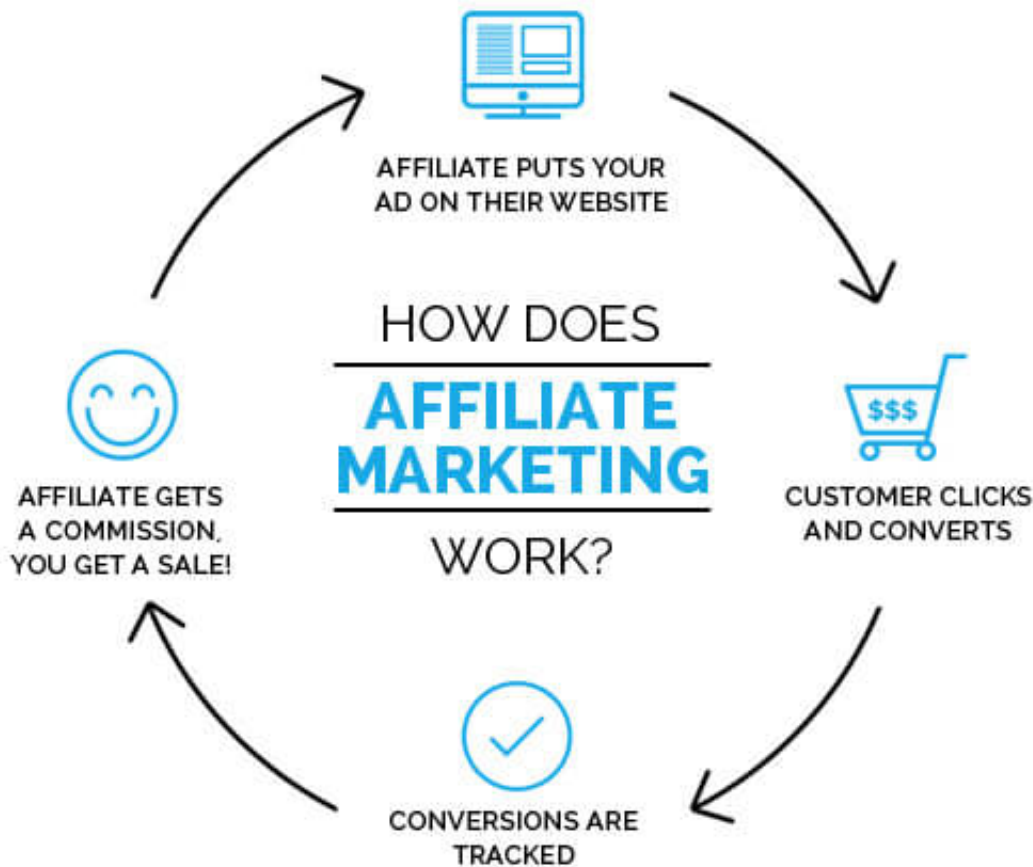 AFFILIATE PUTS YOUR
AD ON THEIR WEBSITE
HOW DOES
AFFILIATE
MARKETING
WORK?
$$$
CUSTOMER CLICKS
AND CONVERTS
CONVERSIONS ARE
TRACKED
AFFILIATE GETS
A COMMISSION,
YOU GET A SALE!